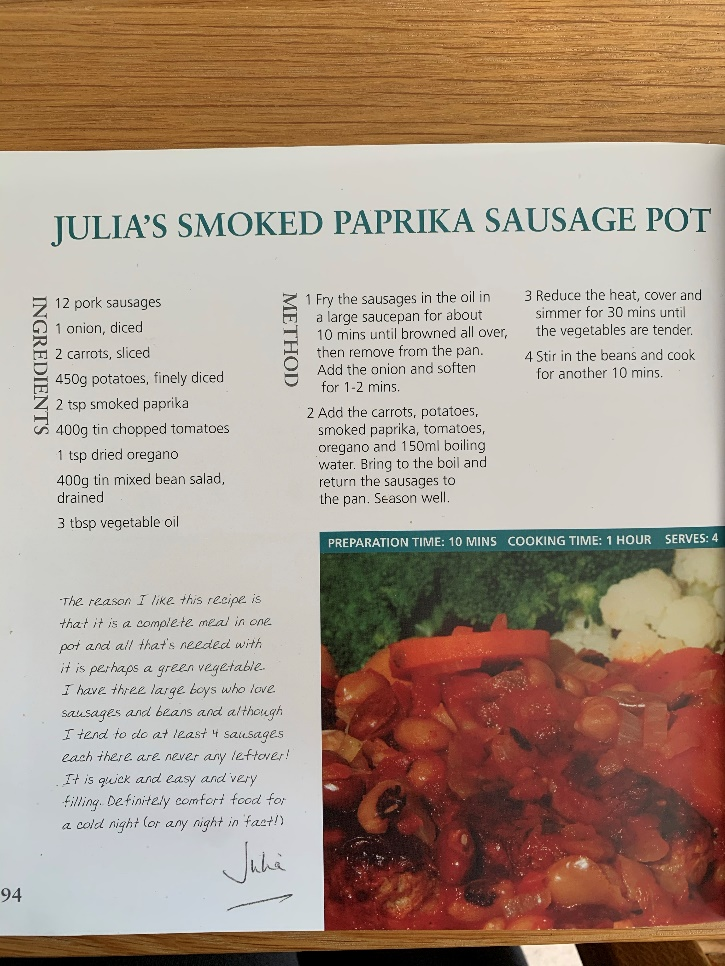 JULIA'S SMOKED PAPRIKA SAUSAGE POT
INGREDIENTS
12 pork sausages
1 onion, diced
2 carrots, sliced
450g potatoes, finely diced
2 tsp smoked paprika
400g tin chopped tomatoes
1 tsp dried oregano
400g tin mixed bean salad,
drained
3 tbsp vegetable oil
METHOD
1 Fry the sausages in the oil in
a large saucepan for about
10 mins until browned all over,
then remove from the pan.
Add the onion and soften
for 1-2 mins.
2 Add the carrots, potatoes,
smoked paprika, tomatoes,
oregano and 150ml boiling
water. Bring to the boil and
return the sausages to
the pan. Season well.
3 Reduce the heat, cover and
simmer for 30 mins until
the vegetables are tender.
4 Stir in the beans and cook
for another 10 mins.
PREPARATION TIME: 10 MINS COOKING TIME: 1 HOUR SERVES: 4
The reason I like this recipe is
that it is a complete meal in one
pot and all that's needed with
it is perhaps a green vegetable.
I have three large boys who love
sausages and beans and although
I tend to do at least 4 sausages
each there are never any leftover!
It is quick and easy and very
filling. Definitely comfort food for
a cold night (or any night in fact!)
Julia
94